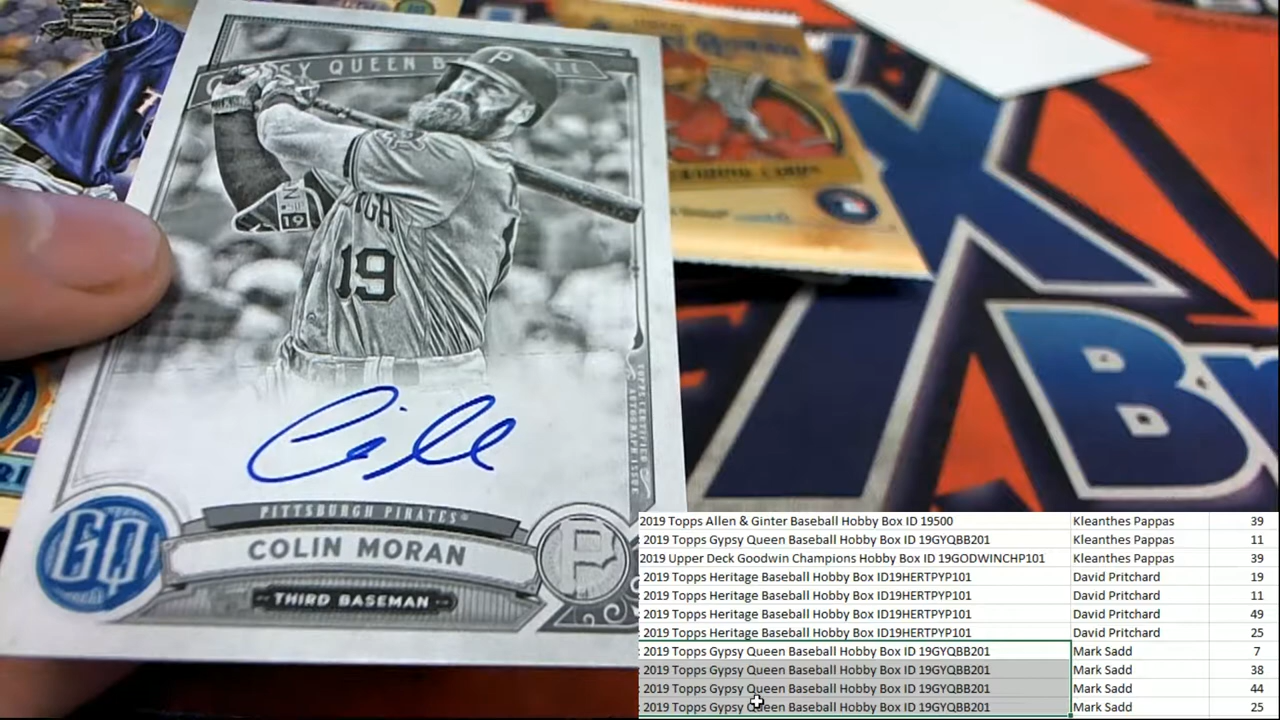 GYPSY QUEEN BASEBALL
P
19
19
TOPPS CERTIFIED
AUTOGRAPH ISSUE
PITTSBURGH PIRATES
GQ
COLIN MORAN
P
THIRD BASEMAN
B
2019 Topps Allen & Ginter Baseball Hobby Box ID 19500 Kleanthes Pappas 39
2019 Topps Gypsy Queen Baseball Hobby Box ID 19GYQBB201 Kleanthes Pappas 11
2019 Upper Deck Goodwin Champions Hobby Box ID 19GODWINCHP101 Kleanthes Pappas 39
2019 Topps Heritage Baseball Hobby Box ID19HERTPYP101 David Pritchard 19
2019 Topps Heritage Baseball Hobby Box ID19HERTPYP101 David Pritchard 11
2019 Topps Heritage Baseball Hobby Box ID19HERTPYP101 David Pritchard 49
2019 Topps Heritage Baseball Hobby Box ID19HERTPYP101 David Pritchard 25
: 2019 Topps Gypsy Queen Baseball Hobby Box ID 19GYQBB201 Mark Sadd 7
: 2019 Topps Gypsy Queen Baseball Hobby Box ID 19GYQBB201 Mark Sadd 38
: 2019 Topps Gypsy Queen Baseball Hobby Box ID 19GYQBB201 Mark Sadd 44
: 2019 Topps Gypsy Queen Baseball Hobby Box ID 19GYQBB201 Mark Sadd 25